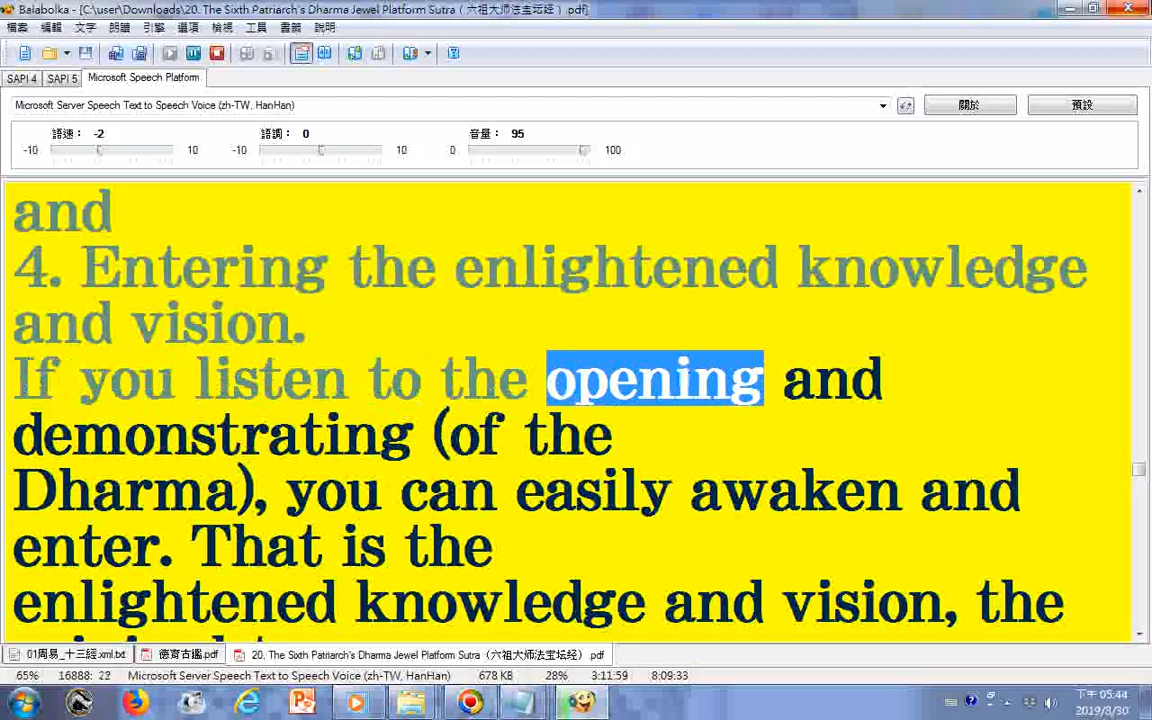 Balabolka - [C:\user\Downloads\20. The Sixth Patriarch's Dharma Jewel Platform Sutra（六祖大师法宝坛经）.pdf]
檔案 編輯 文字 朗讀 引擎 選項 檢視 工具 書籤 說明
SAPI 4 SAPI 5 Microsoft Speech Platform
Microsoft Server Speech Text to Speech Voice (zh-TW, HanHan) 關於 預設
語速： -2 語調： 0 音量： 95
-10 10 -10 10 0 100
and
4. Entering the enlightened knowledge
and vision.
If you listen to the opening and
demonstrating (of the
Dharma), you can easily awaken and
enter. That is the
enlightened knowledge and vision, the
01周易_十三經.xml.txt 德育古鑑.pdf 20. The Sixth Patriarch's Dharma Jewel Platform Sutra（六祖大师法宝坛经）.pdf
65% 16888: 22 Microsoft Server Speech Text to Speech Voice (zh-TW, HanHan) 678 KB 28% 3:11:59 8:09:33
下午 05:44
2019/8/30